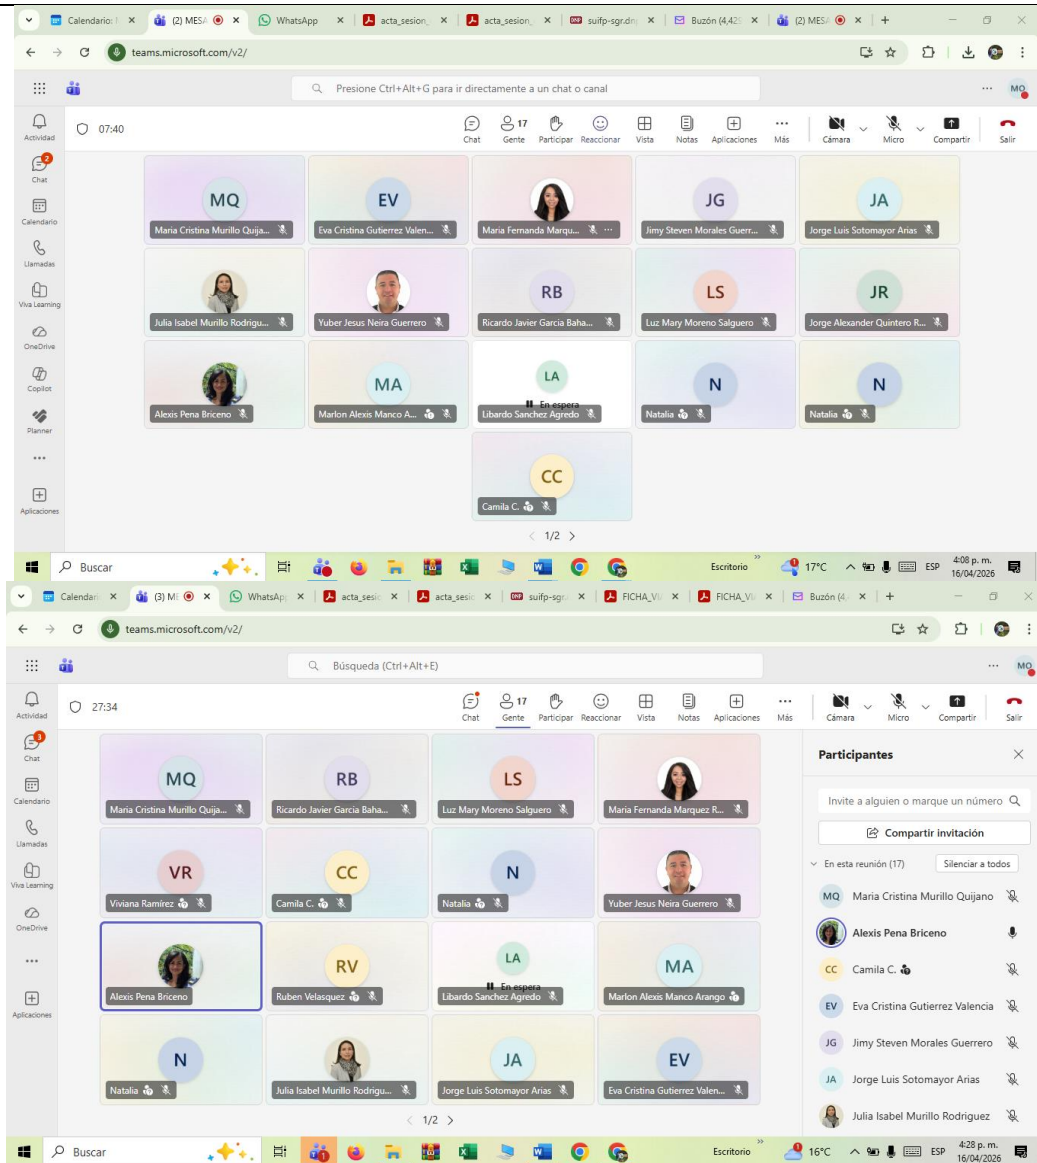 Calendario: M
(2) MESA
WhatsApp
acta_sesion_
acta_sesion_
suifp-sgr.dn
Buzón (4,42
(2) MESA
teams.microsoft.com/v2/
Presione Ctrl+Alt+G para ir directamente a un chat o canal
MQ
Actividad
07:40
Chat
17
Gente
Participar
Reaccionar
Vista
Notas
Aplicaciones
Más
Cámara
Micro
Compartir
Salir
2
Chat
Calendario
Llamadas
Viva Learning
OneDrive
Copilot
Planner
Aplicaciones
MQ
Maria Cristina Murillo Quija...
EV
Eva Cristina Gutierrez Valen...
Maria Fernanda Marqu...
JG
Jimy Steven Morales Guerr...
JA
Jorge Luis Sotomayor Arias
Julia Isabel Murillo Rodrigu...
Yuber Jesus Neira Guerrero
RB
Ricardo Javier Garcia Baha...
LS
Luz Mary Moreno Salguero
JR
Jorge Alexander Quintero R...
Alexis Pena Briceno
MA
Marlon Alexis Manco A...
LA
En espera
Libardo Sanchez Agredo
N
Natalia
N
Natalia
CC
Camila C.
1/2
Buscar
Escritorio
17°C
ESP
4:08 p. m.
16/04/2026
Calendari
(3) ME
WhatsAp
acta_sesic
acta_sesic
suifp-sgr.
FICHA_VI
FICHA_VI
Buzón (4,
teams.microsoft.com/v2/
Búsqueda (Ctrl+Alt+E)
MQ
Actividad
27:34
Chat
17
Gente
Participar
Reaccionar
Vista
Notas
Aplicaciones
Más
Cámara
Micro
Compartir
Salir
3
Chat
Calendario
Llamadas
Viva Learning
OneDrive
Aplicaciones
MQ
Maria Cristina Murillo Quija...
RB
Ricardo Javier Garcia Baha...
LS
Luz Mary Moreno Salguero
Maria Fernanda Marquez R...
VR
Viviana Ramírez
CC
Camila C.
N
Natalia
Yuber Jesus Neira Guerrero
Alexis Pena Briceno
RV
Ruben Velasquez
LA
En espera
Libardo Sanchez Agredo
MA
Marlon Alexis Manco Arango
N
Natalia
Julia Isabel Murillo Rodrigu...
JA
Jorge Luis Sotomayor Arias
EV
Eva Cristina Gutierrez Valen...
1/2
Participantes
Invite a alguien o marque un número
Compartir invitación
En esta reunión (17)
Silenciar a todos
MQ Maria Cristina Murillo Quijano
Alexis Pena Briceno
CC Camila C.
EV Eva Cristina Gutierrez Valencia
JG Jimy Steven Morales Guerrero
JA Jorge Luis Sotomayor Arias
Julia Isabel Murillo Rodriguez
Buscar
Escritorio
16°C
ESP
4:28 p. m.
16/04/2026